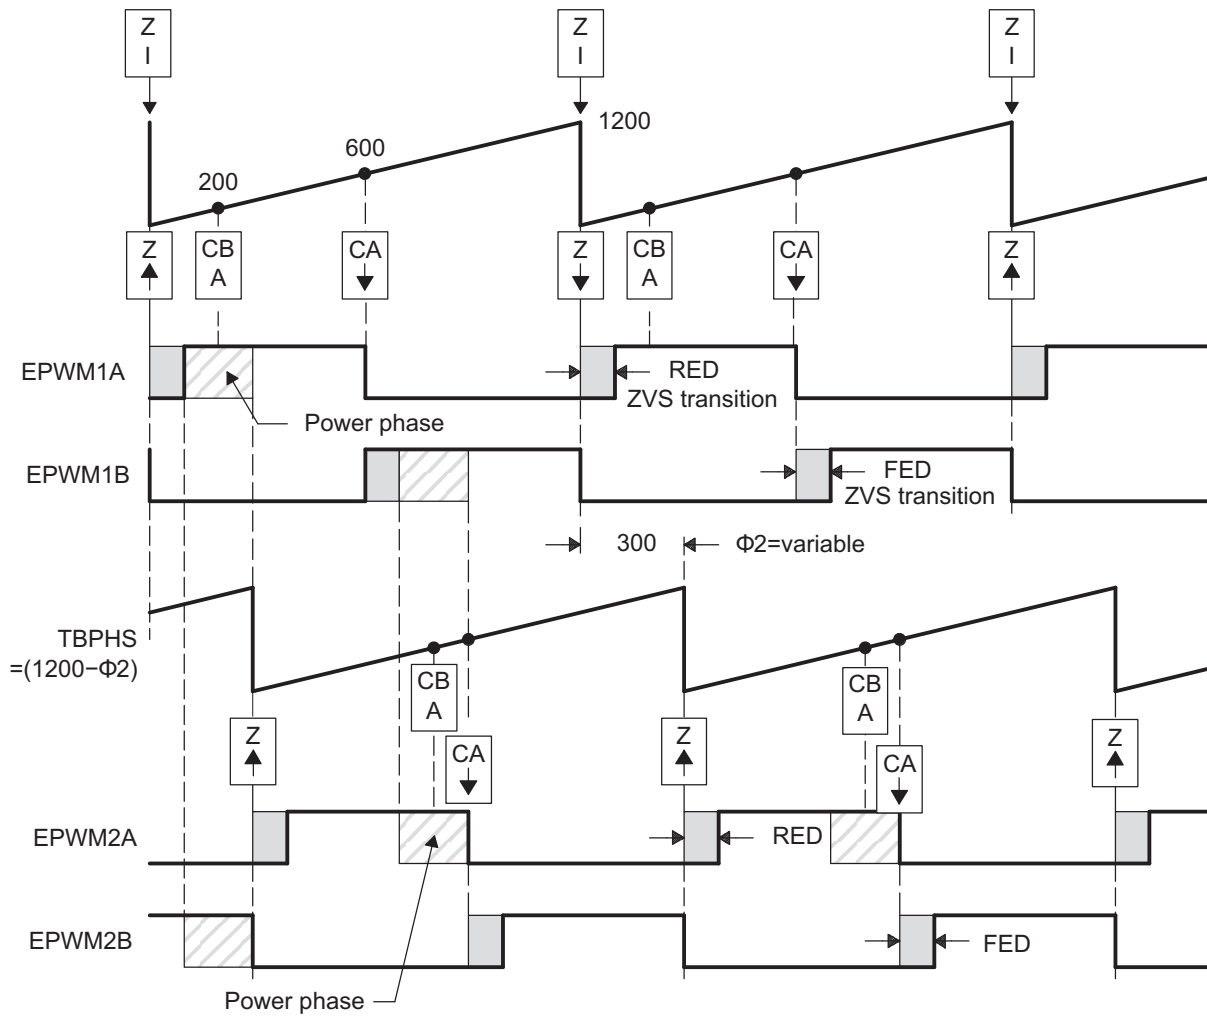 Z
I
Z
I
Z
I
1200
600
200
Z
CB
A
CA
Z
CB
A
CA
Z
EPWM1A
RED
ZVS transition
Power phase
EPWM1B
FED
ZVS transition
300
Φ2=variable
TBPHS
=(1200−Φ2)
CB
A
CB
A
Z
CA
Z
CA
Z
EPWM2A
RED
EPWM2B
FED
Power phase